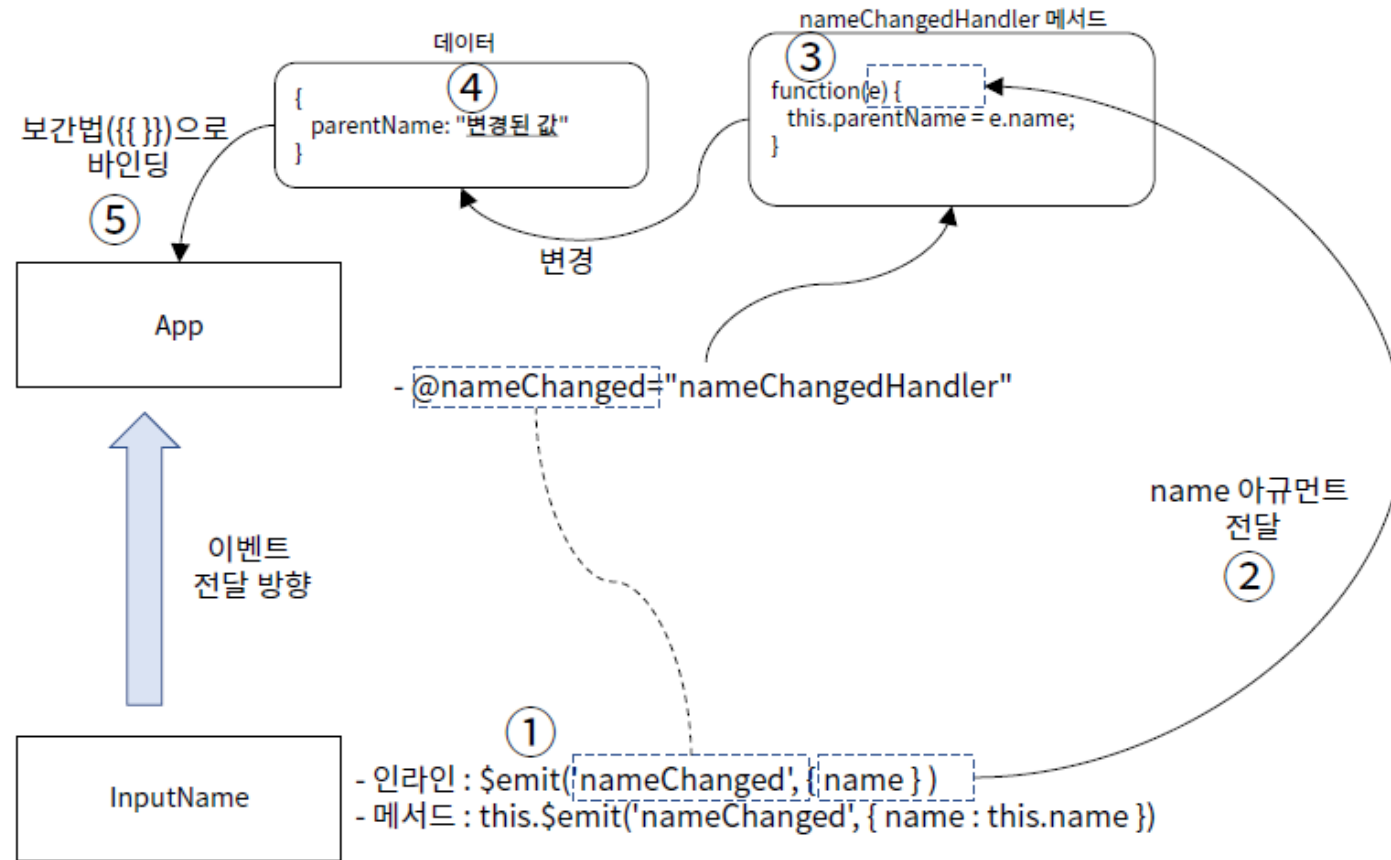 nameChangedHandler 메서드
데이터
③
function(e) {
this.parentName = e.name;
}
④
{
parentName: "변경된 값"
}
보간법({{ }})으로
바인딩
⑤
변경
App
- @nameChanged="nameChangedHandler"
name 아규먼트
전달
②
이벤트
전달 방향
①
InputName
- 인라인 : $emit('nameChanged', { name } )
- 메서드 : this.$emit('nameChanged', { name : this.name })